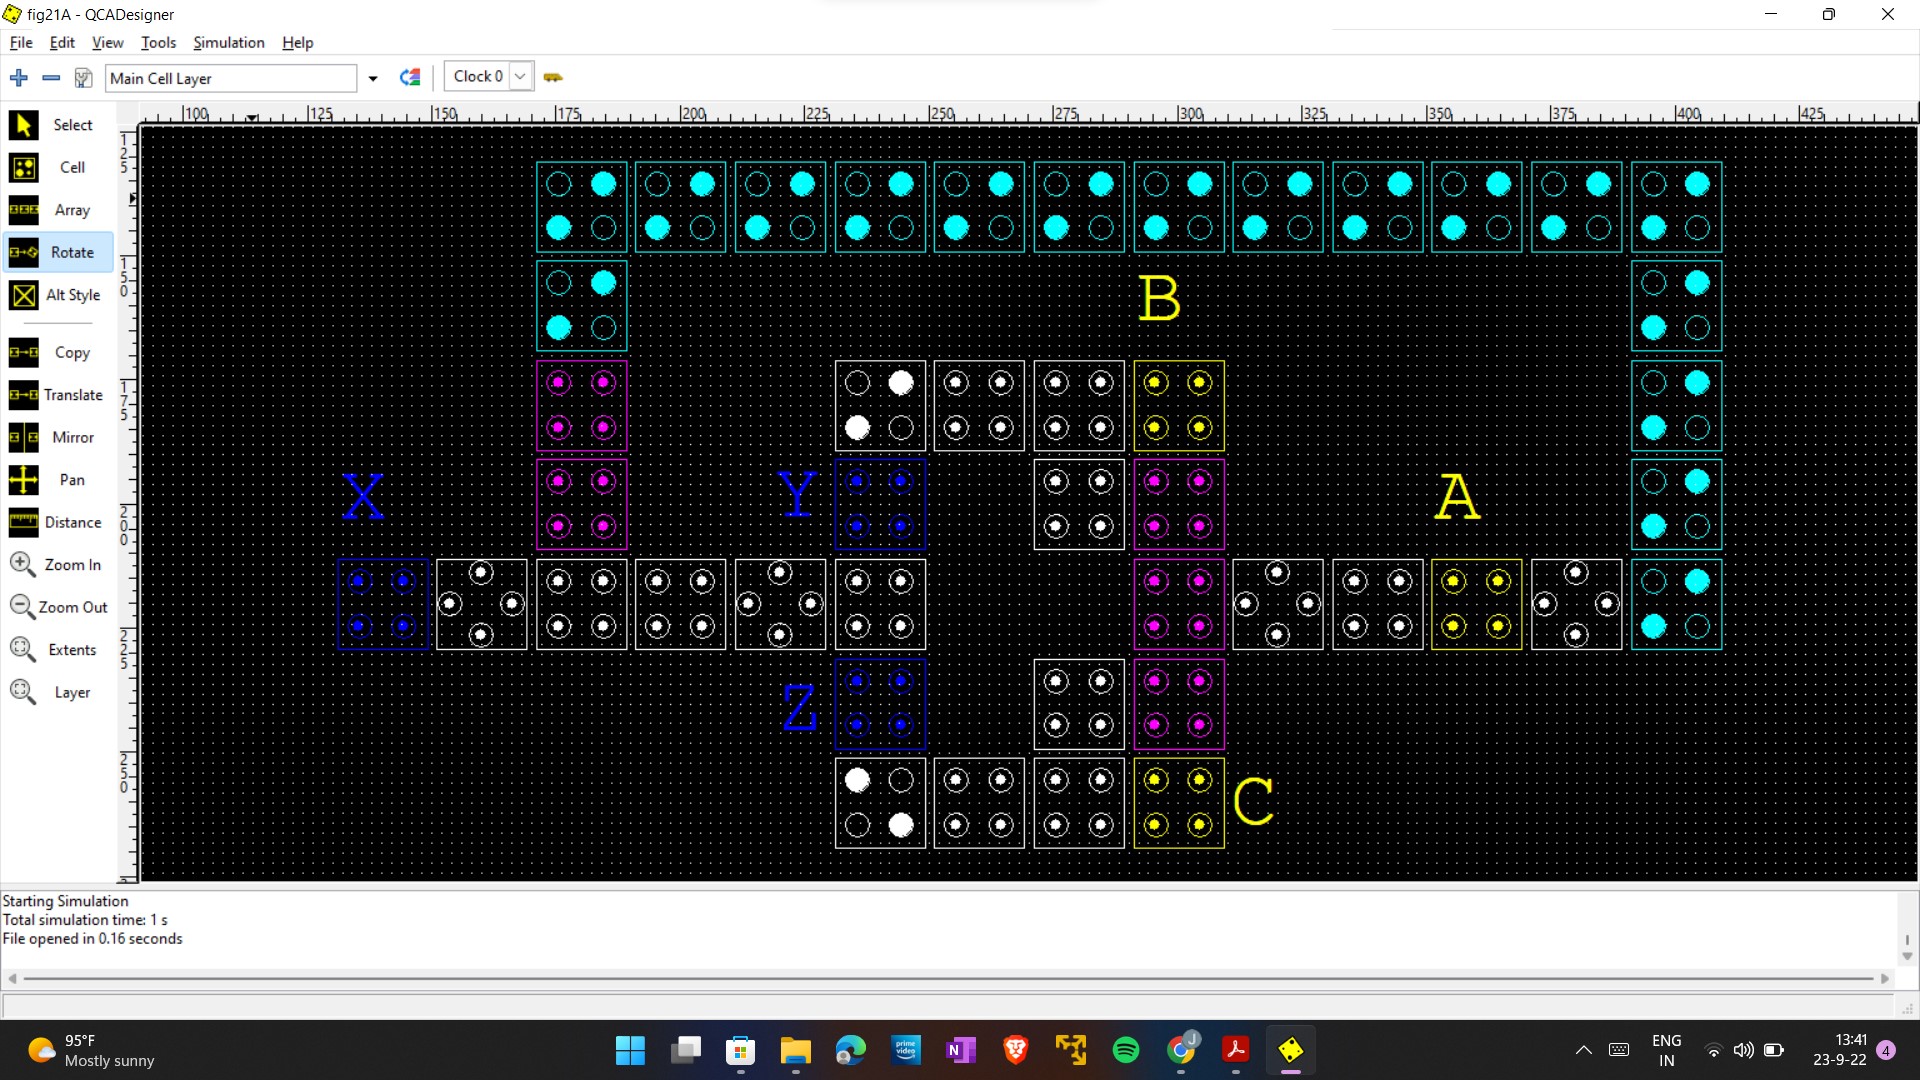 fig21A - QCADesigner
File Edit View Tools Simulation Help
Main Cell Layer Clock 0
100 125 150 175 200 225 250 275 300 325 350 375 400 425
125
150
175
200
225
250
Select
Cell
Array
Rotate
Alt Style
Copy
Translate
Mirror
Pan
Distance
Zoom In
Zoom Out
Extents
Layer
B
X Y A
Z
C
Starting Simulation
Total simulation time: 1 s
File opened in 0.16 seconds
95°F
Mostly sunny
prime video
N
J
ENG
IN
13:41
23-9-22
4